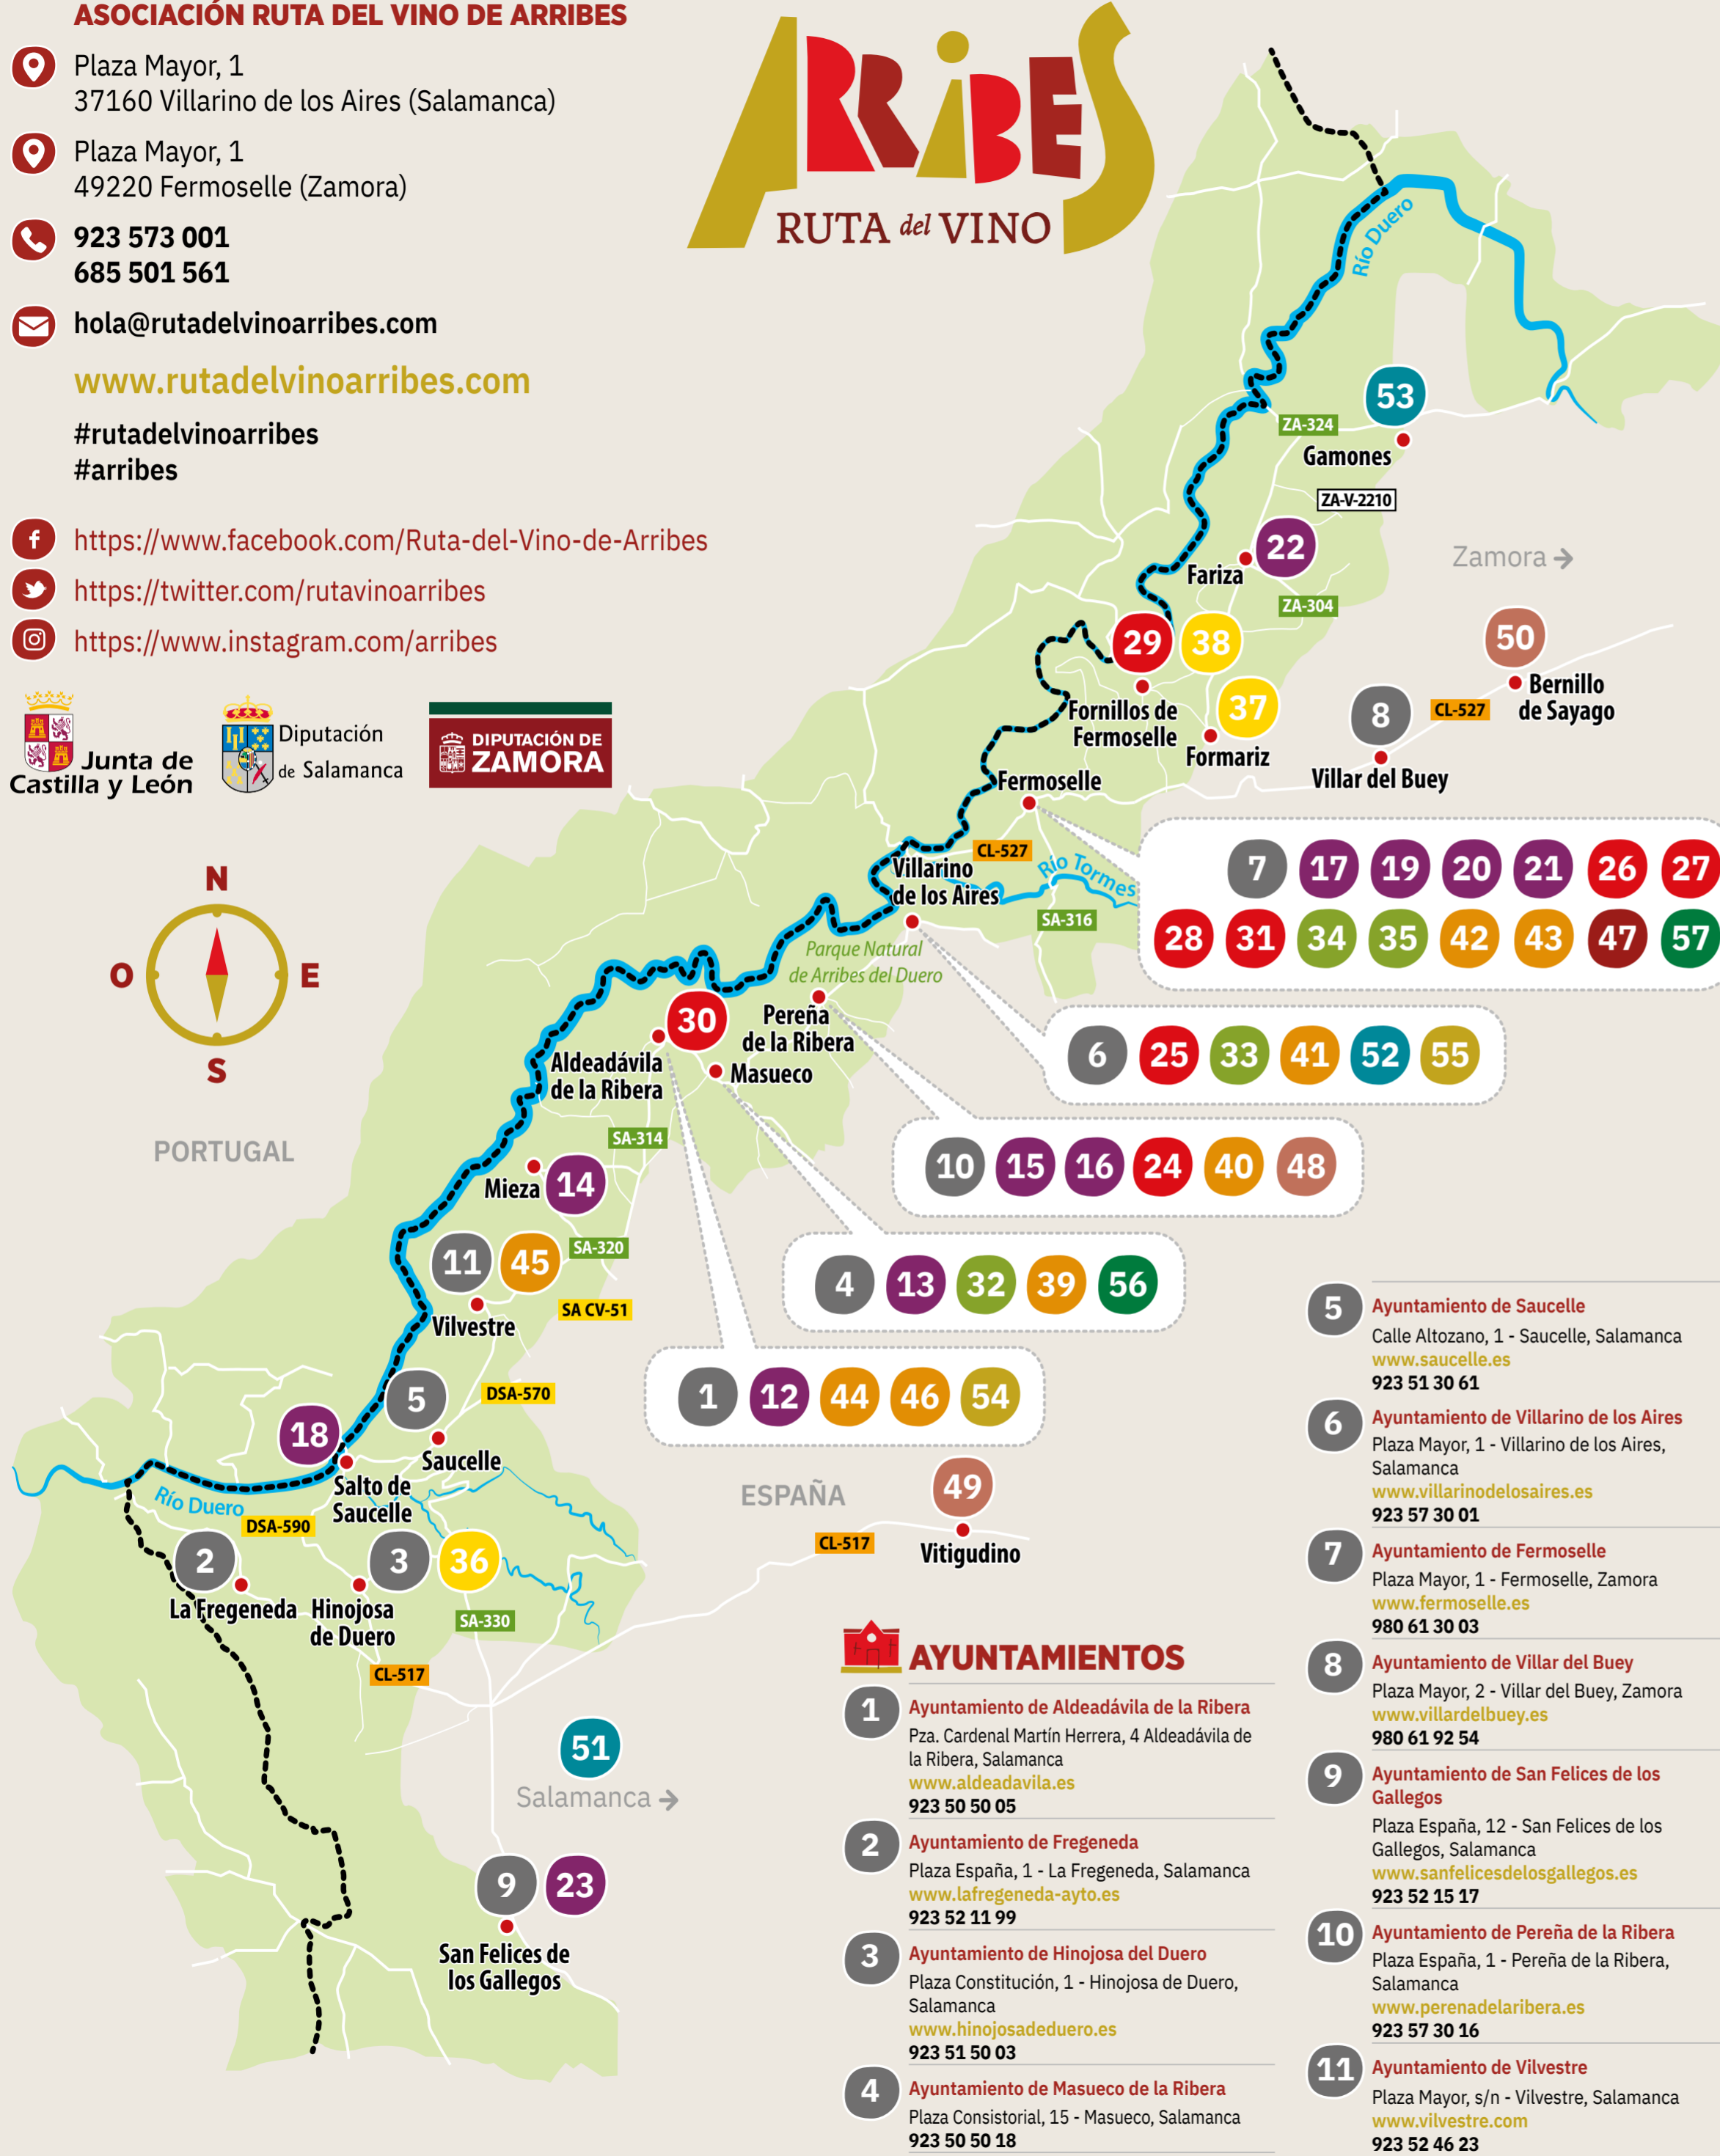 ASOCIACIÓN RUTA DEL VINO DE ARRIBES
Plaza Mayor, 1
37160 Villarino de los Aires (Salamanca)
Plaza Mayor, 1
49220 Fermoselle (Zamora)
923 573 001
685 501 561
hola@rutadelvinoarribes.com
www.rutadelvinoarribes.com
#rutadelvinoarribes
#arribes
https://www.facebook.com/Ruta-del-Vino-de-Arribes
https://twitter.com/rutavinoarribes
https://www.instagram.com/arribes
Junta de
Castilla y León
Diputación
de Salamanca
DIPUTACIÓN DE
ZAMORA
ARRiBES
RUTA del VINO
N
O
E
S
PORTUGAL
Río Duero
53
ZA-324
Gamones
ZA-V-2210
22
Fariza
Zamora
ZA-304
29 38
50
Bernillo
de Sayago
37
8
CL-527
Fornillos de
Fermoselle
Formariz
Villar del Buey
Fermoselle
CL-527
Río Tormes
7 17 19 20 21 26 27
28 31 34 35 42 43 47 57
Villarino
de los Aires
SA-316
Parque Natural
de Arribes del Duero
6 25 33 41 52 55
30
Pereña
de la Ribera
Aldeadávila
de la Ribera
Masueco
10 15 16 24 40 48
SA-314
Mieza
14
4 13 32 39 56
11 45
SA-320
SA CV-51
Vilvestre
1 12 44 46 54
5
DSA-570
18
Saucelle
Salto de
Saucelle
Río Duero
DSA-590
ESPAÑA
49
CL-517
Vitigudino
2
3 36
La Fregeneda
Hinojosa
de Duero
SA-330
CL-517
51
Salamanca
9 23
San Felices de
los Gallegos
AYUNTAMIENTOS
1
Ayuntamiento de Aldeadávila de la Ribera
Pza. Cardenal Martín Herrera, 4 Aldeadávila de
la Ribera, Salamanca
www.aldeadavila.es
923 50 50 05
2
Ayuntamiento de Fregeneda
Plaza España, 1 - La Fregeneda, Salamanca
www.lafregeneda-ayto.es
923 52 11 99
3
Ayuntamiento de Hinojosa del Duero
Plaza Constitución, 1 - Hinojosa de Duero,
Salamanca
www.hinojosadeduero.es
923 51 50 03
4
Ayuntamiento de Masueco de la Ribera
Plaza Consistorial, 15 - Masueco, Salamanca
923 50 50 18
5
Ayuntamiento de Saucelle
Calle Altozano, 1 - Saucelle, Salamanca
www.saucelle.es
923 51 30 61
6
Ayuntamiento de Villarino de los Aires
Plaza Mayor, 1 - Villarino de los Aires,
Salamanca
www.villarinodelosaires.es
923 57 30 01
7
Ayuntamiento de Fermoselle
Plaza Mayor, 1 - Fermoselle, Zamora
www.fermoselle.es
980 61 30 03
8
Ayuntamiento de Villar del Buey
Plaza Mayor, 2 - Villar del Buey, Zamora
www.villardelbuey.es
980 61 92 54
9
Ayuntamiento de San Felices de los
Gallegos
Plaza España, 12 - San Felices de los
Gallegos, Salamanca
www.sanfelicesdelosgallegos.es
923 52 15 17
10
Ayuntamiento de Pereña de la Ribera
Plaza España, 1 - Pereña de la Ribera,
Salamanca
www.perenadelaribera.es
923 57 30 16
11
Ayuntamiento de Vilvestre
Plaza Mayor, s/n - Vilvestre, Salamanca
www.vilvestre.com
923 52 46 23